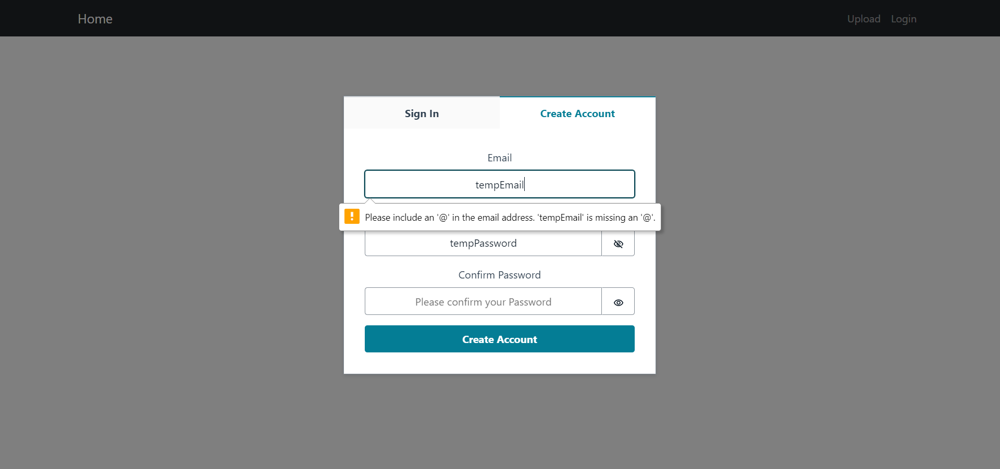 Home
Upload Login
Sign In
Create Account
Email
tempEmail
Please include an '@' in the email address. 'tempEmail' is missing an '@'.
tempPassword
Confirm Password
Please confirm your Password
Create Account